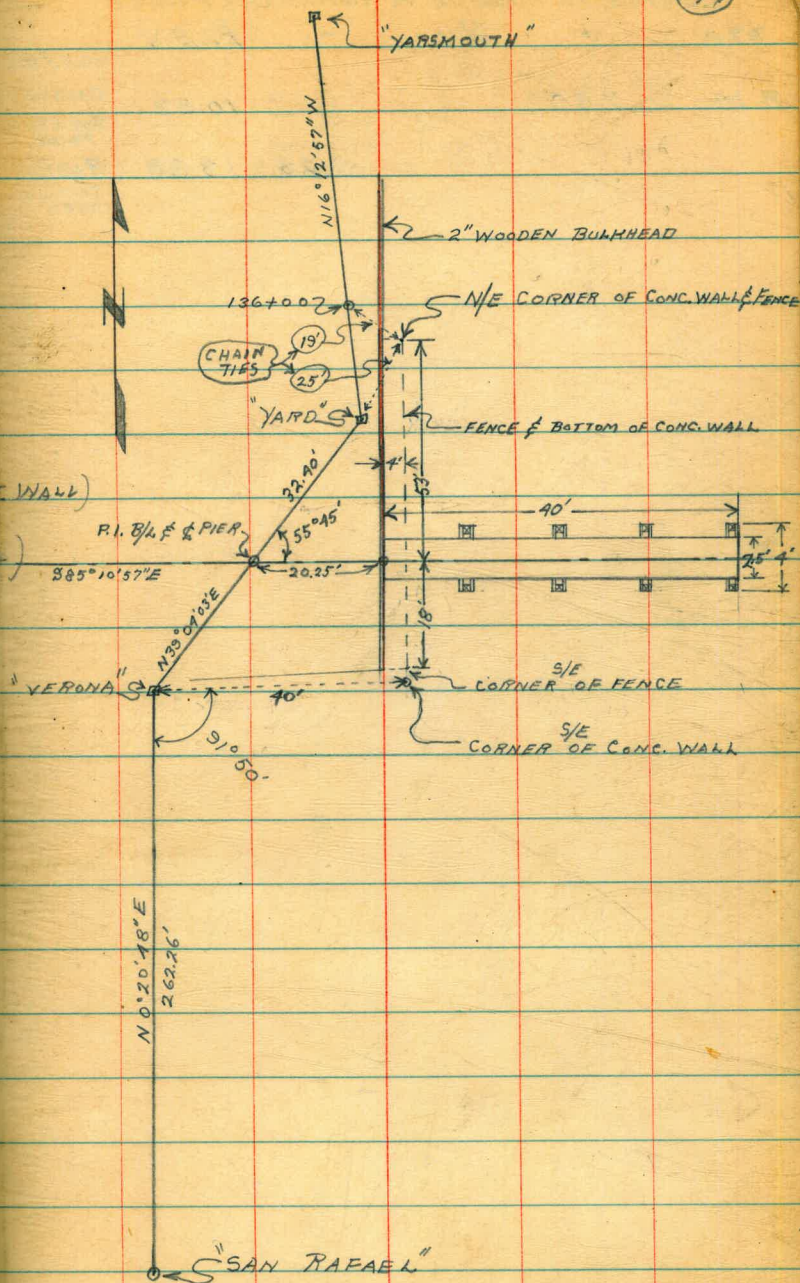 "YARSMOUTH"
N16°12'57"W
2" WOODEN BULKHEAD
136+00?
N/E CORNER OF CONC. WALL & FENCE
N
19'
CHAIN
TIES
25'
"YARD"
FENCE & BOTTOM OF CONC. WALL
4'
53'
WALL)
32.40'
40'
P.I. B/L & ℄ PIER
55°45'
)
S85°10'57"E
20.25'
2.5'
4'
18'
N39°04'03"E
"VERONA"
S/E
CORNER OF FENCE
40'
S/E
CORNER OF CONC. WALL
91°50'
N 0°20'48" E
262.26'
"SAN RAFAEL"